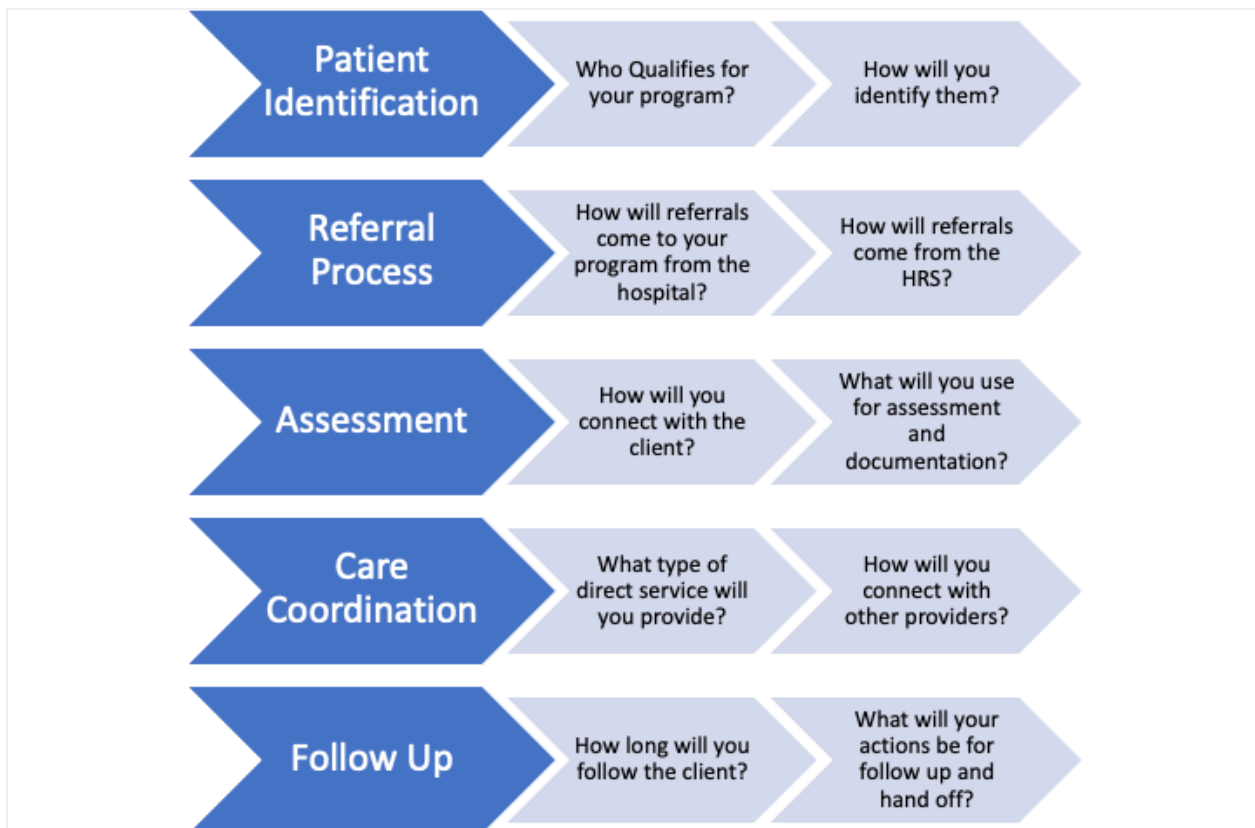 Patient
Identification
Who Qualifies for
your program?
How will you
identify them?
Referral
Process
How will referrals
come to your
program from the
hospital?
How will referrals
come from the
HRS?
Assessment
How will you
connect with the
client?
What will you use
for assessment
and
documentation?
Care
Coordination
What type of
direct service will
you provide?
How will you
connect with
other providers?
Follow Up
How long will you
follow the client?
What will your
actions be for
follow up and
hand off?